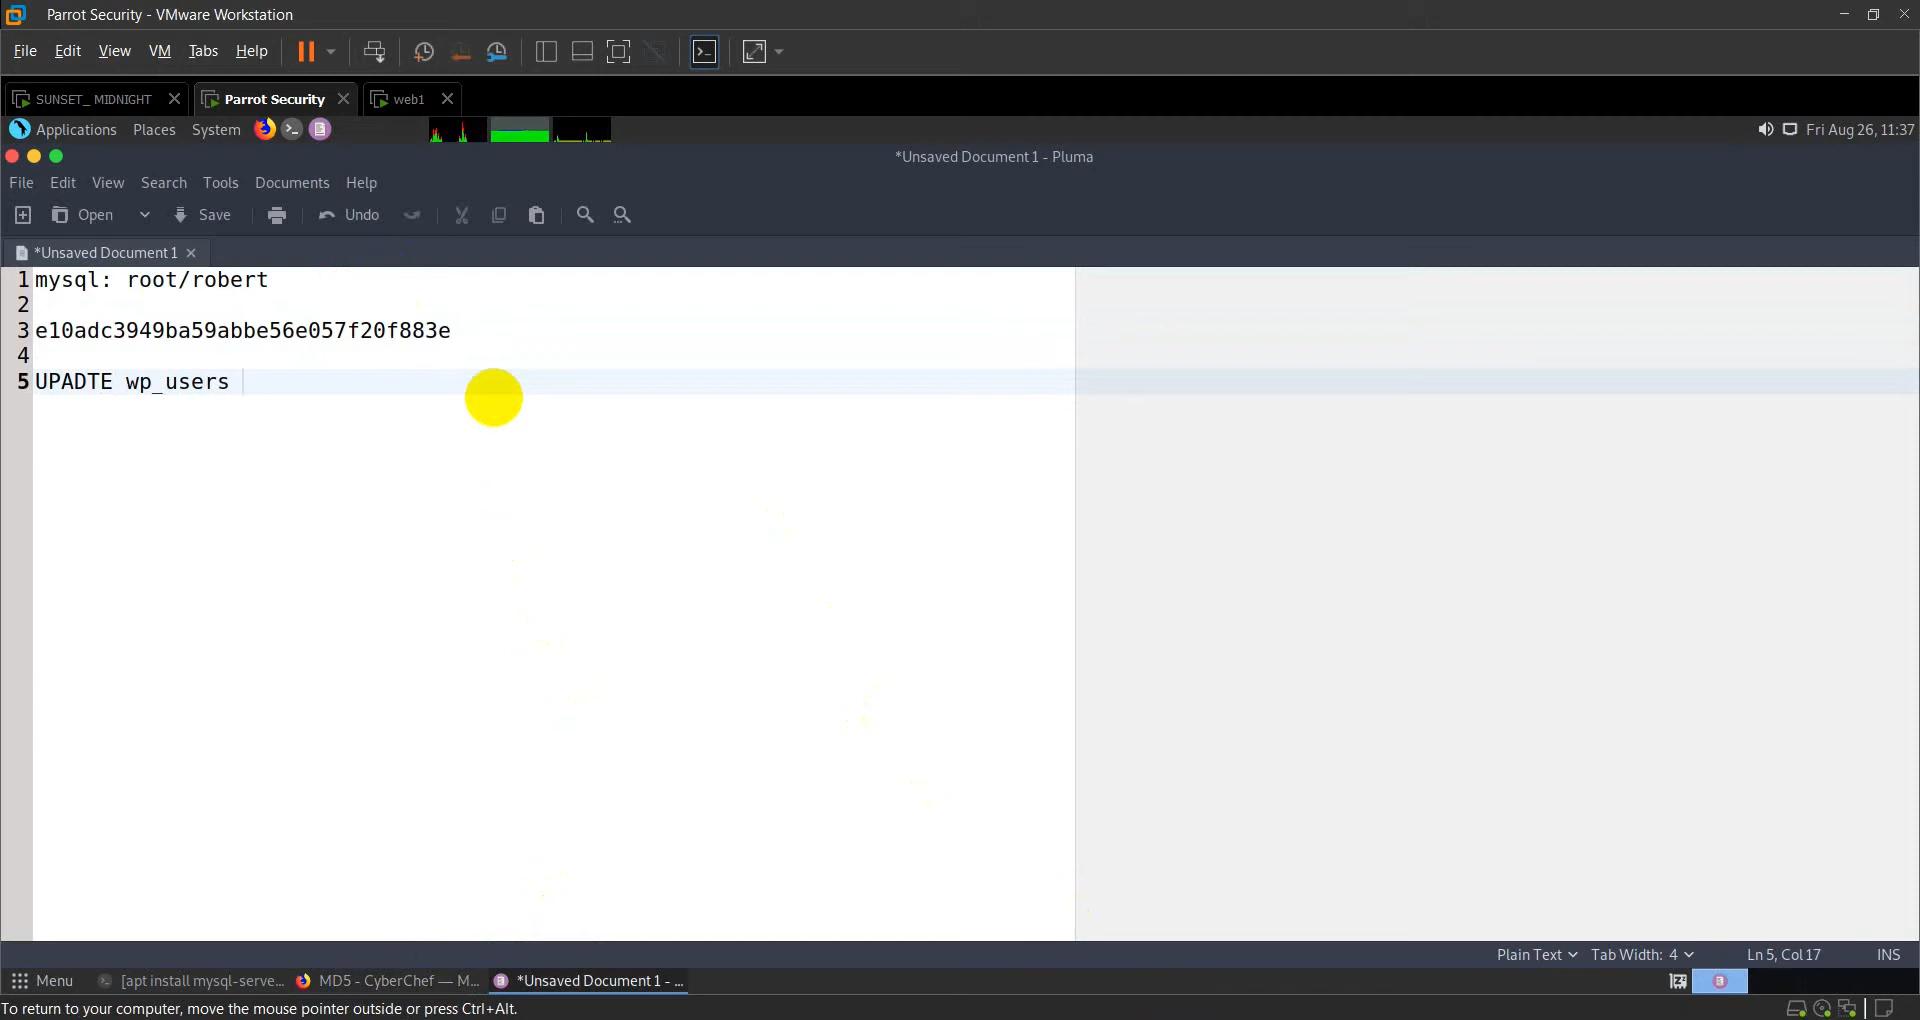 Parrot Security - VMware Workstation
File Edit View VM Tabs Help
SUNSET_ MIDNIGHT Parrot Security web1
Applications Places System Fri Aug 26, 11:37
*Unsaved Document 1 - Pluma
File Edit View Search Tools Documents Help
Open Save Undo
*Unsaved Document 1
1 mysql: root/robert
2
3 e10adc3949ba59abbe56e057f20f883e
4
5 UPADTE wp_users
Plain Text Tab Width: 4 Ln 5, Col 17 INS
Menu [apt install mysql-serve... MD5 - CyberChef — M... *Unsaved Document 1 - ...
To return to your computer, move the mouse pointer outside or press Ctrl+Alt.